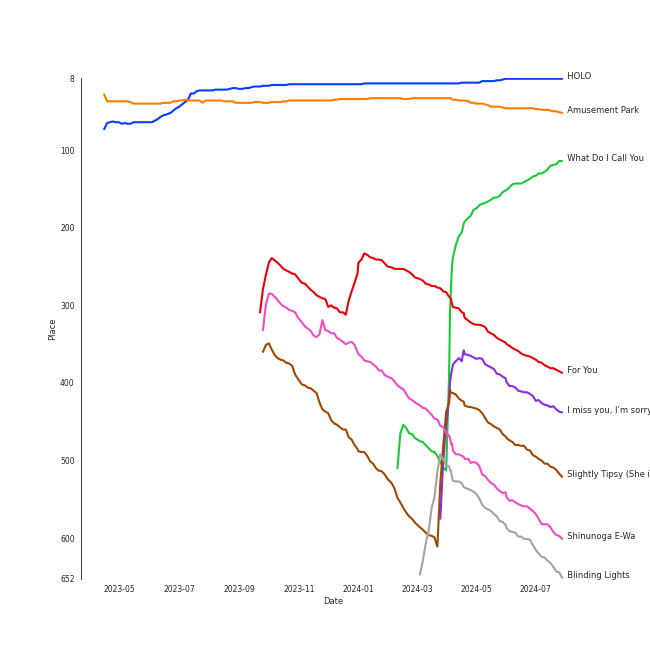 8
100
200
300
400
500
600
652
Place
2023-05
2023-07
2023-09
2023-11
2024-01
2024-03
2024-05
2024-07
Date
HOLO
Amusement Park
What Do I Call You
For You
I miss you, I'm sorry
Slightly Tipsy (She i
Shinunoga E-Wa
Blinding Lights